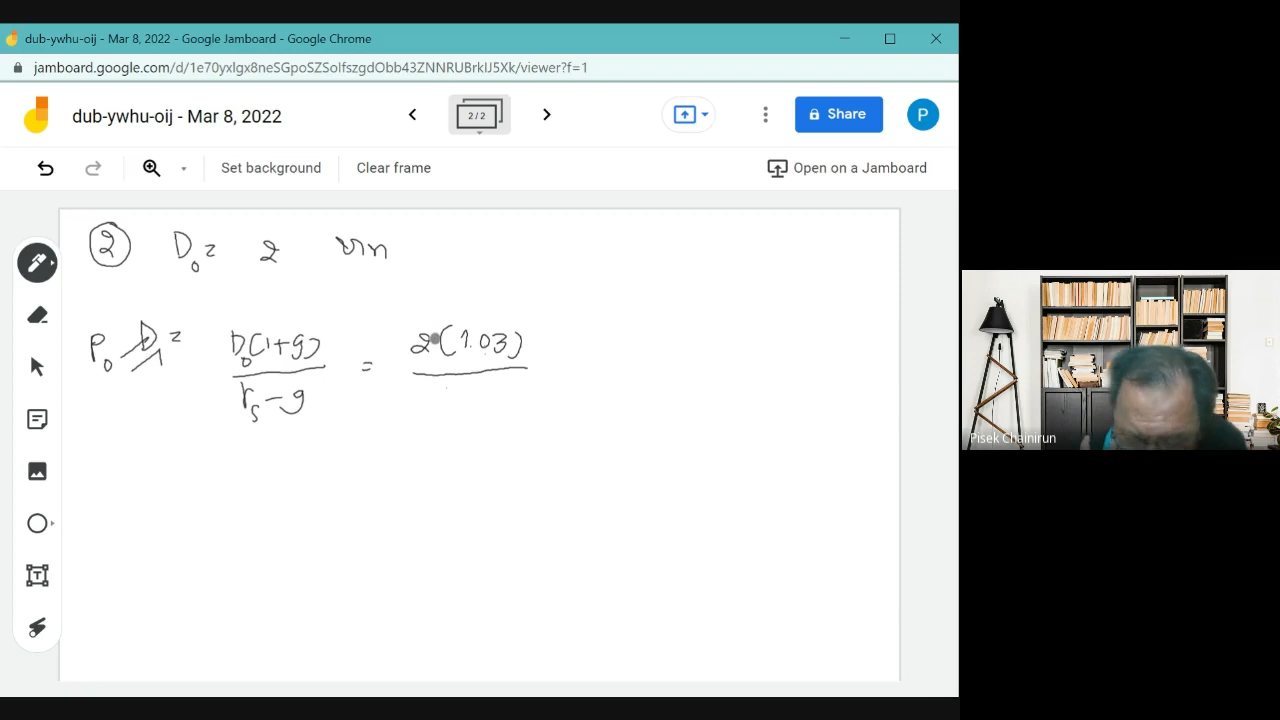 dub-ywhu-oij - Mar 8, 2022 - Google Jamboard - Google Chrome
jamboard.google.com/d/1e70yxlgx8neSGpoSZSolfszgdObb43ZNNRUBrkIJ5Xk/viewer?f=1
dub-ywhu-oij - Mar 8, 2022
2/2
Share
P
Set background
Clear frame
Open on a Jamboard
② D₀ = 2 บาท
P₀ = D₀(1+g) / rₛ - g = 2 (1.03)
Pisek Chainirun